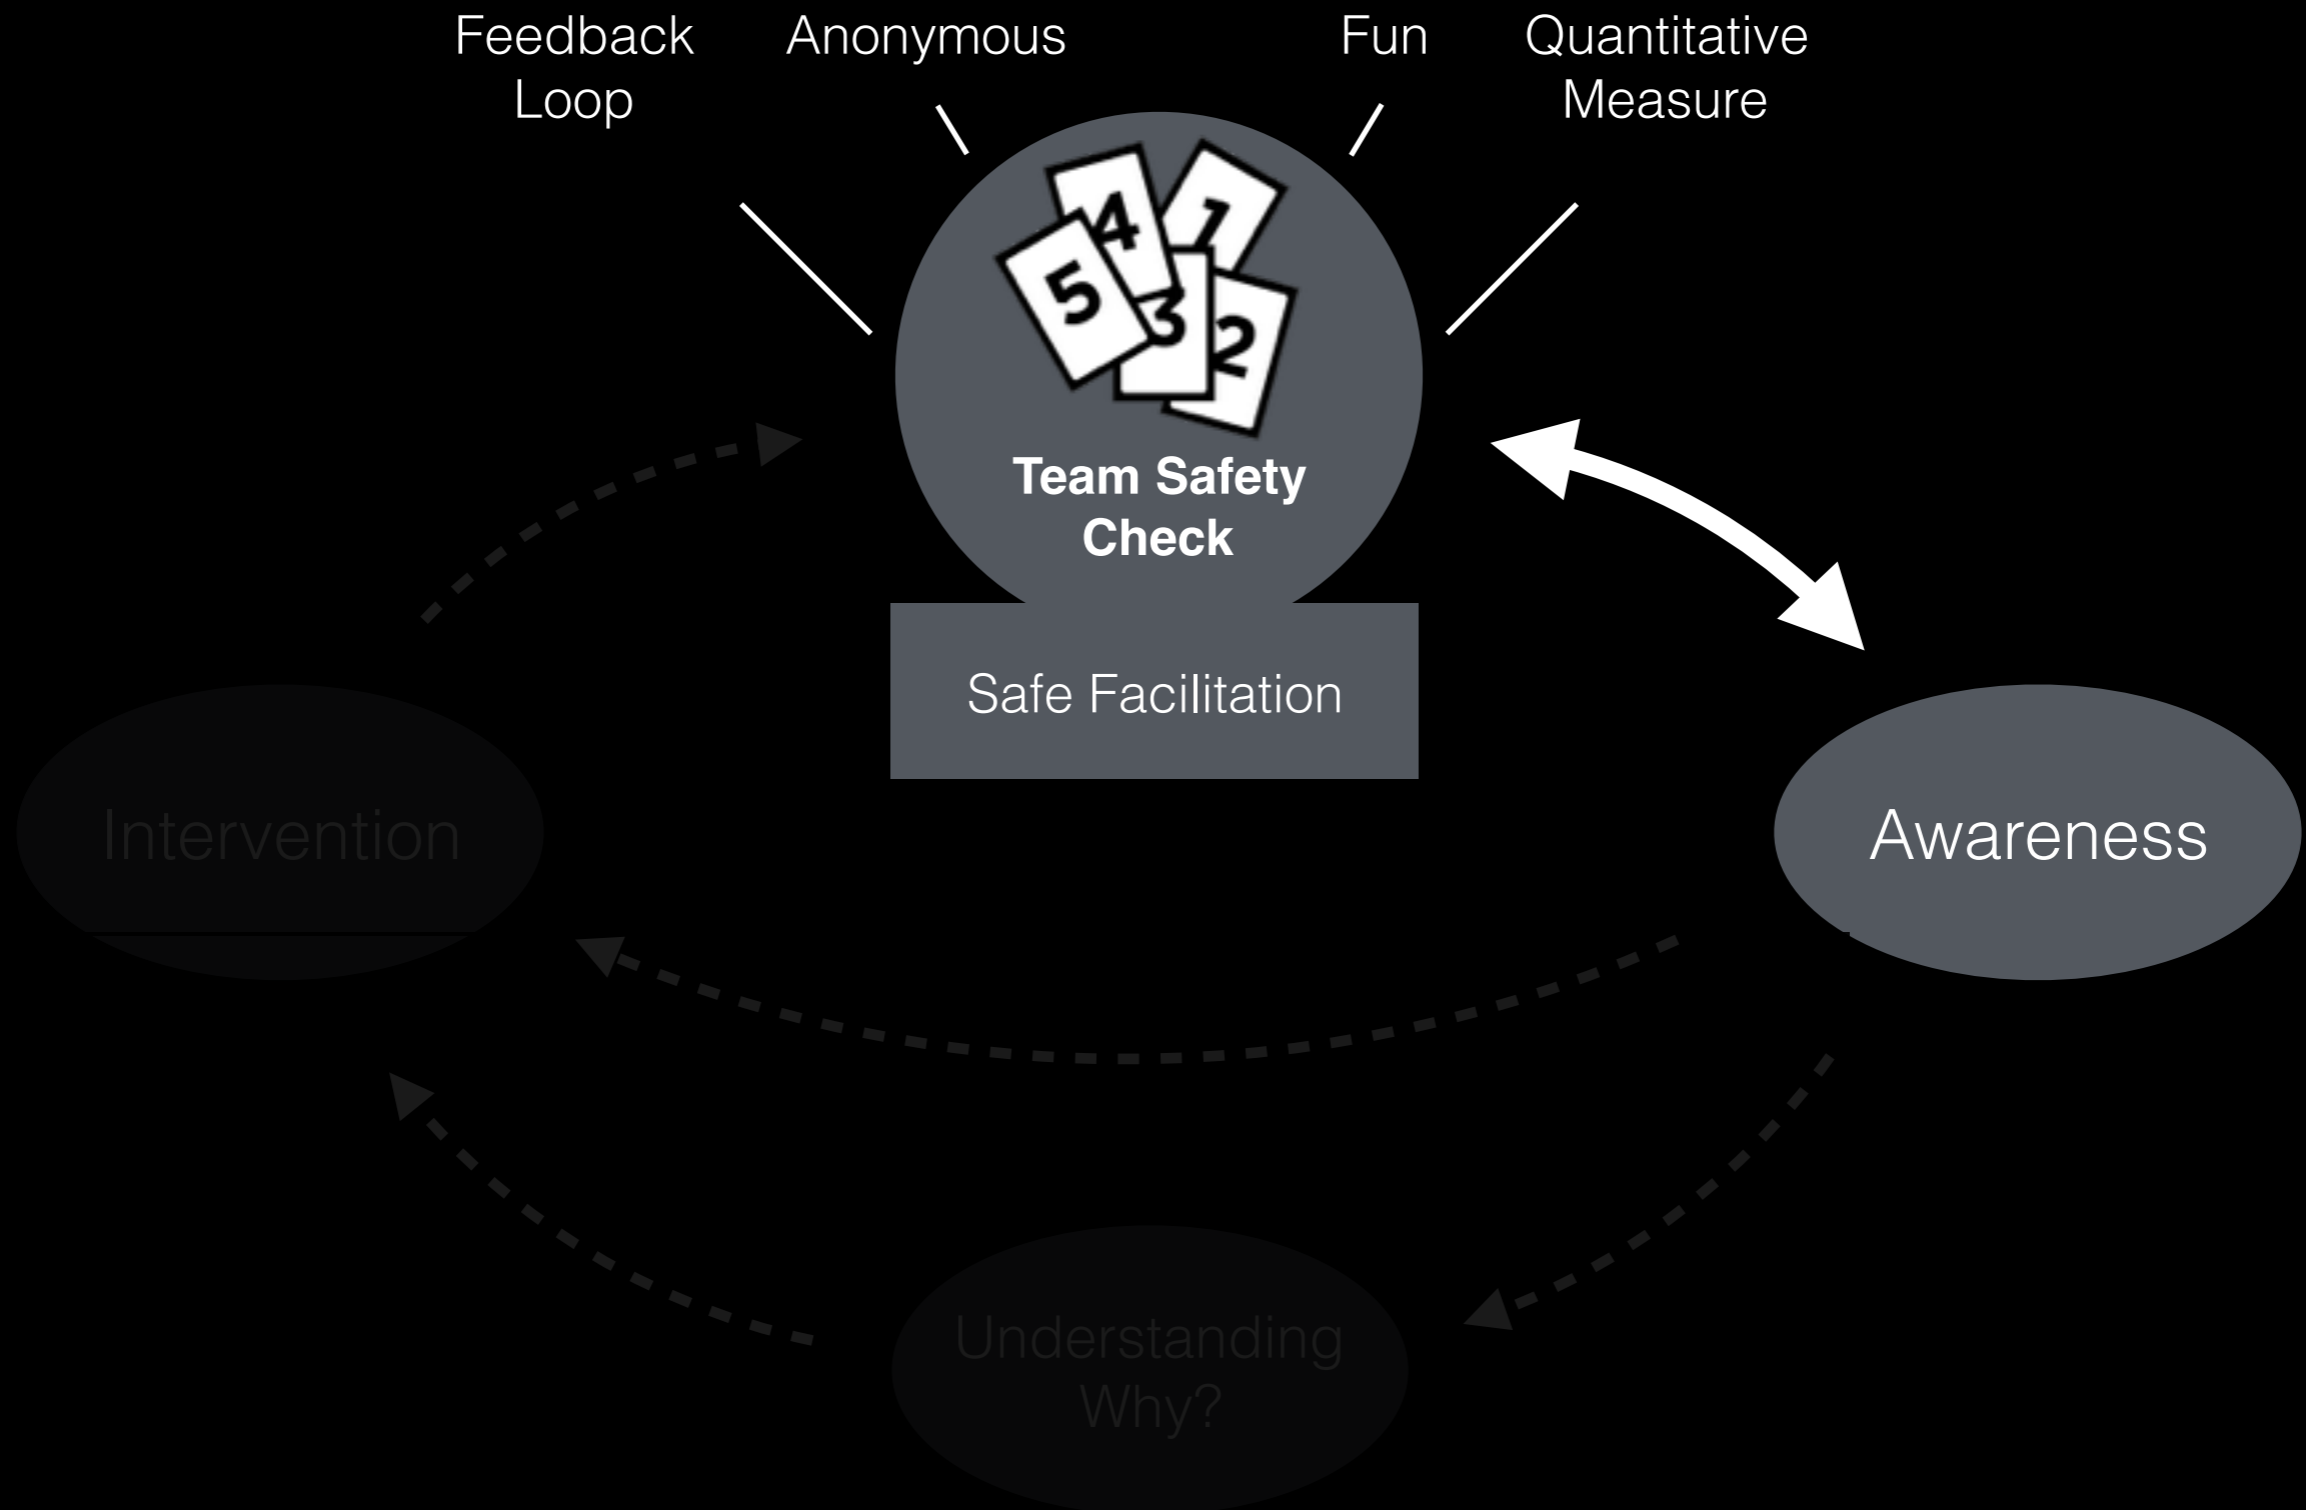 Feedback
Loop
Anonymous
Fun
Quantitative
Measure
4
1
5
3
2
Team Safety
Check
Safe Facilitation
Intervention
Awareness
Understanding
Why?